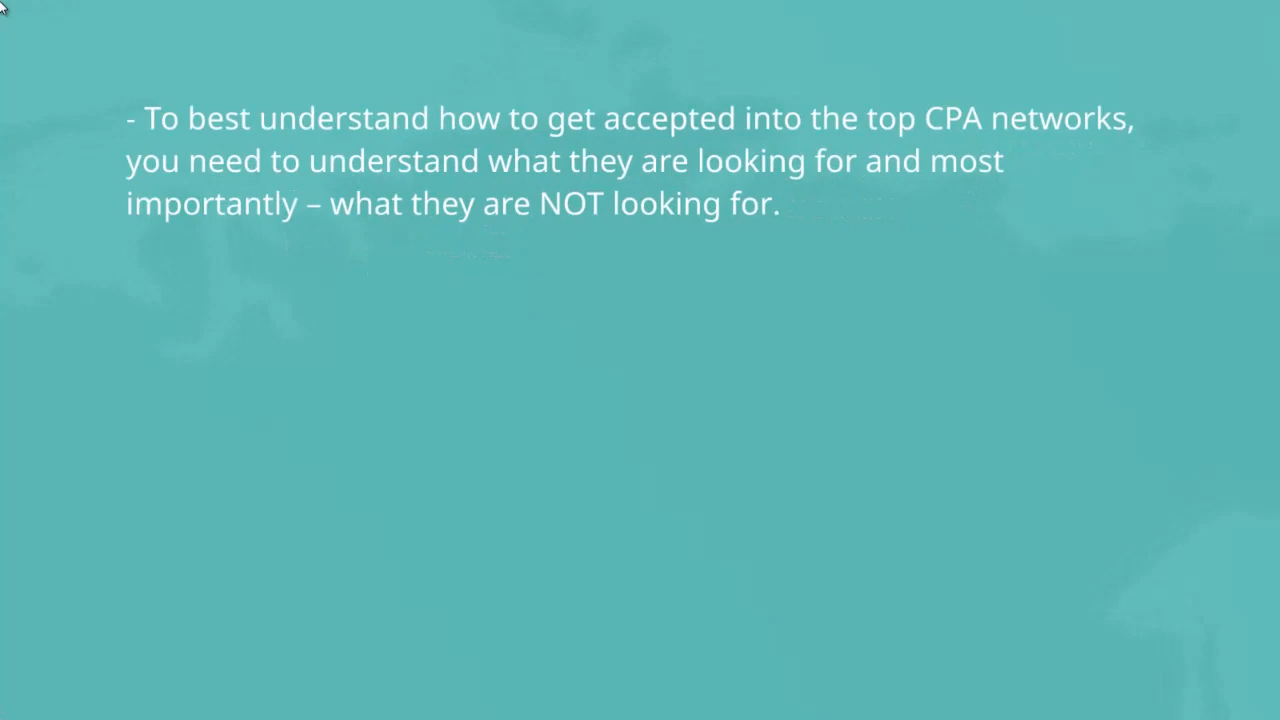 - To best understand how to get accepted into the top CPA networks,
you need to understand what they are looking for and most
importantly – what they are NOT looking for.